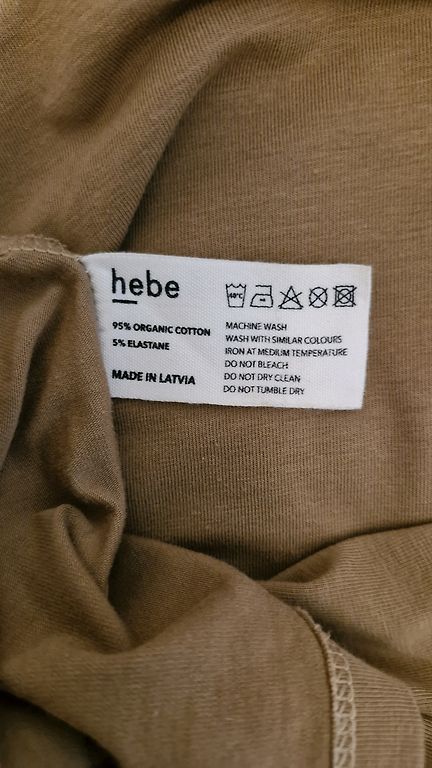 hebe
40°C
95% ORGANIC COTTON
5% ELASTANE
MADE IN LATVIA
MACHINE WASH
WASH WITH SIMILAR COLOURS
IRON AT MEDIUM TEMPERATURE
DO NOT BLEACH
DO NOT DRY CLEAN
DO NOT TUMBLE DRY